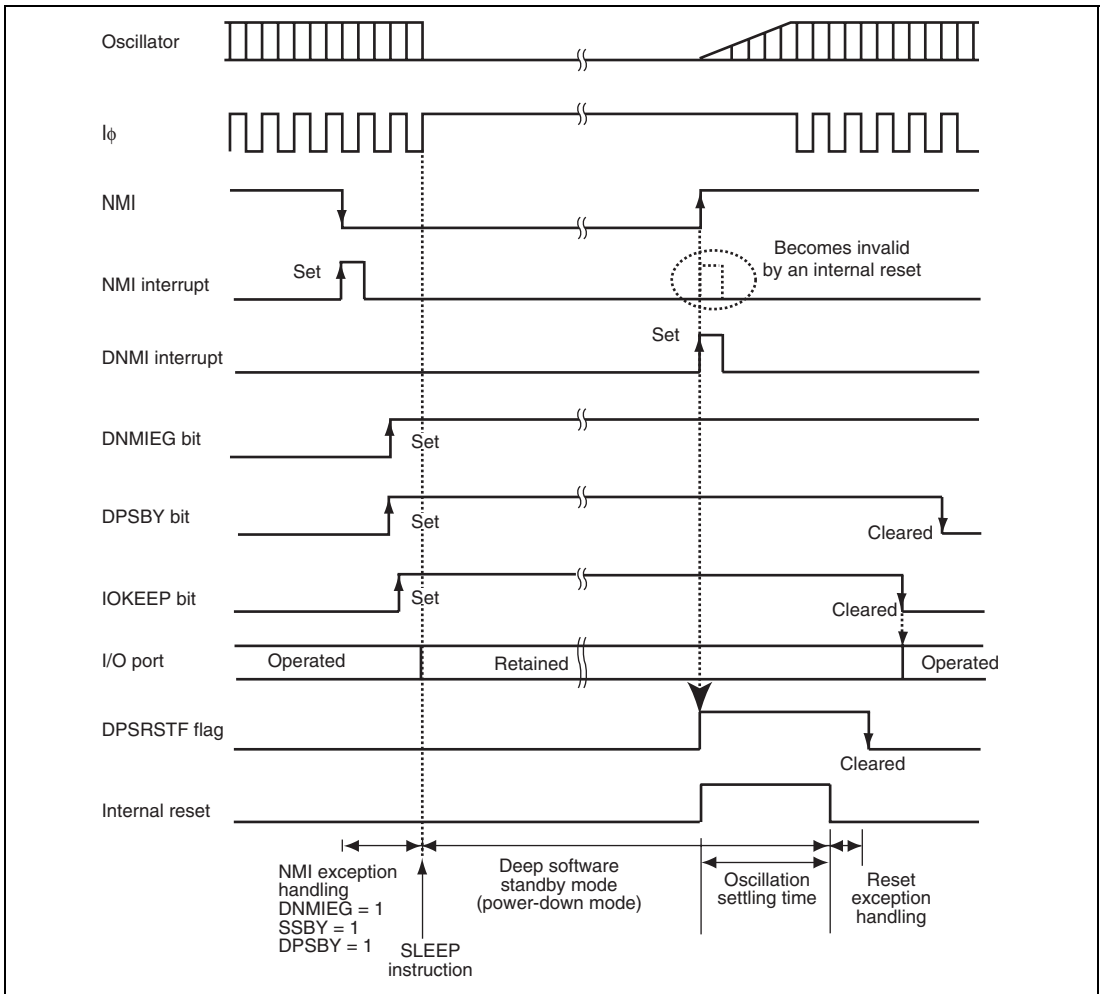 Oscillator
Iϕ
NMI
Becomes invalid
by an internal reset
NMI interrupt
Set
Set
DNMI interrupt
DNMIEG bit
Set
DPSBY bit
Set
Cleared
IOKEEP bit
Set
Cleared
I/O port
Operated
Retained
Operated
DPSRSTF flag
Cleared
Internal reset
NMI exception
handling
DNMIEG = 1
SSBY = 1
DPSBY = 1
SLEEP
instruction
Deep software
standby mode
(power-down mode)
Oscillation
settling time
Reset
exception
handling